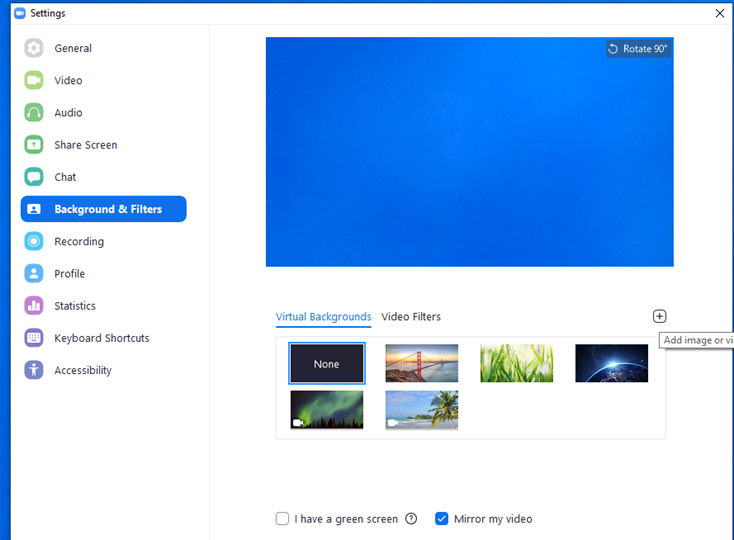 Settings
General
Video
Audio
Share Screen
Chat
Background & Filters
Recording
Profile
Statistics
Keyboard Shortcuts
Accessibility
Rotate 90°
Virtual Backgrounds Video Filters
Add image or vi
None
I have a green screen ? Mirror my video